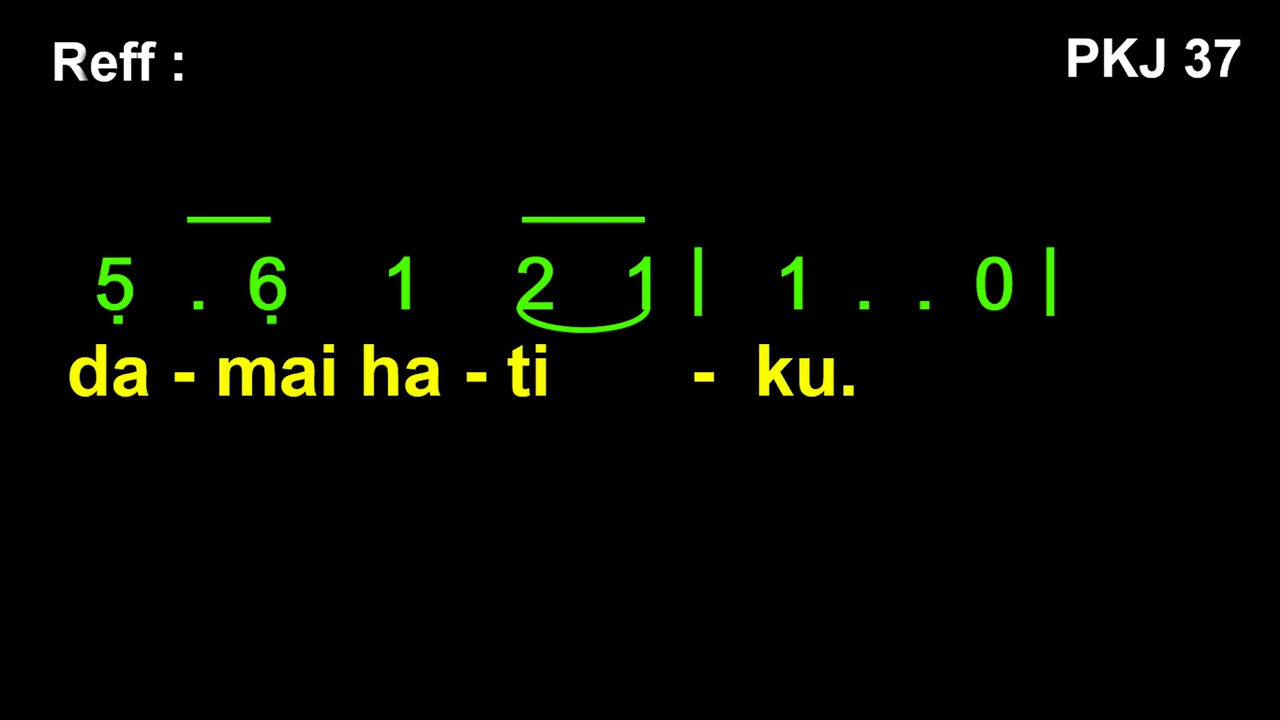 Reff :
PKJ 37
5̣ . 6̣ 1 2 1 | 1 . . 0 |
da - mai ha - ti - ku.